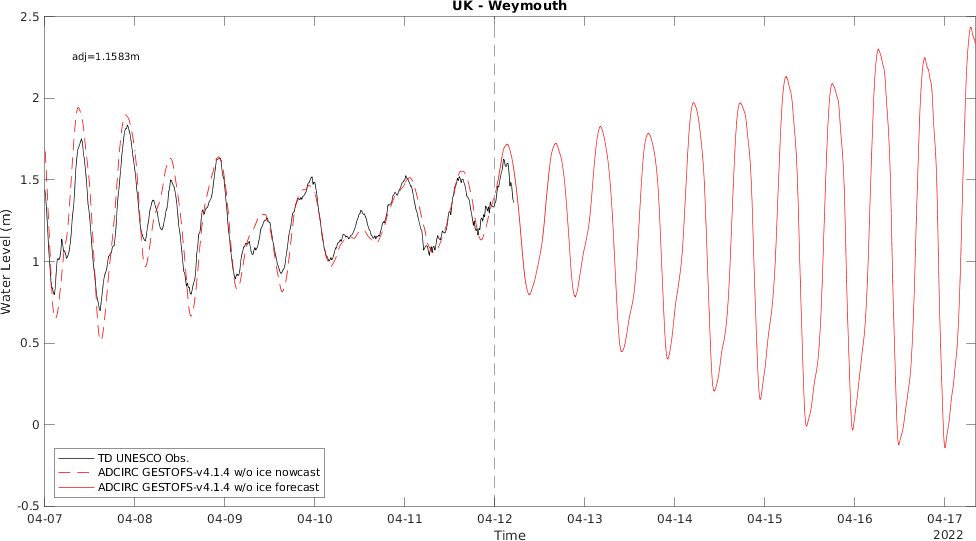 UK - Weymouth
adj=1.1583m
2.5
2
1.5
1
0.5
0
-0.5
Water Level (m)
TD UNESCO Obs.
ADCIRC GESTOFS-v4.1.4 w/o ice nowcast
ADCIRC GESTOFS-v4.1.4 w/o ice forecast
04-07 04-08 04-09 04-10 04-11 04-12 04-13 04-14 04-15 04-16 04-17
Time
2022